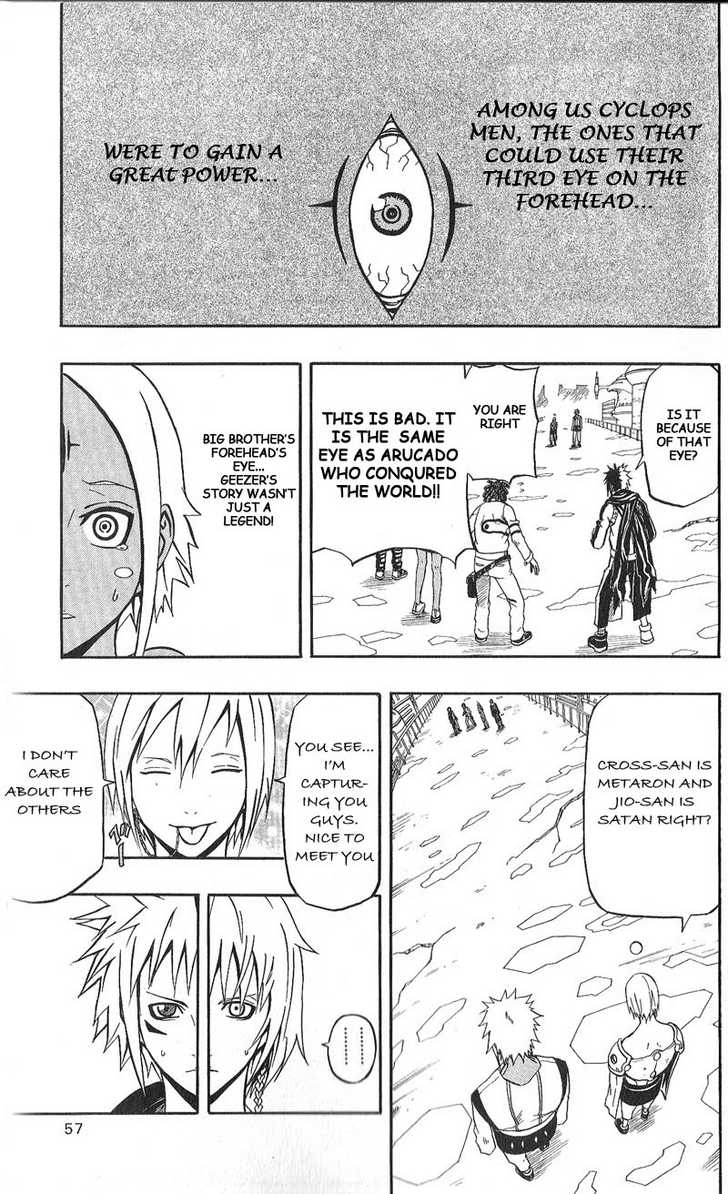 AMONG US CYCLOPS
MEN, THE ONES THAT
COULD USE THEIR
THIRD EYE ON THE
FOREHEAD...
WERE TO GAIN A
GREAT POWER...
IS IT
BECAUSE
OF THAT
EYE?
YOU ARE
RIGHT
THIS IS BAD. IT
IS THE SAME
EYE AS ARUCADO
WHO CONQURED
THE WORLD!!
BIG BROTHER'S
FOREHEAD'S
EYE...
GEEZER'S
STORY WASN'T
JUST A
LEGEND!
CROSS-SAN IS
METARON AND
JIO-SAN IS
SATAN RIGHT?
YOU SEE...
I'M
CAPTUR-
ING YOU
GUYS.
NICE TO
MEET YOU
I DON'T
CARE
ABOUT THE
OTHERS
57